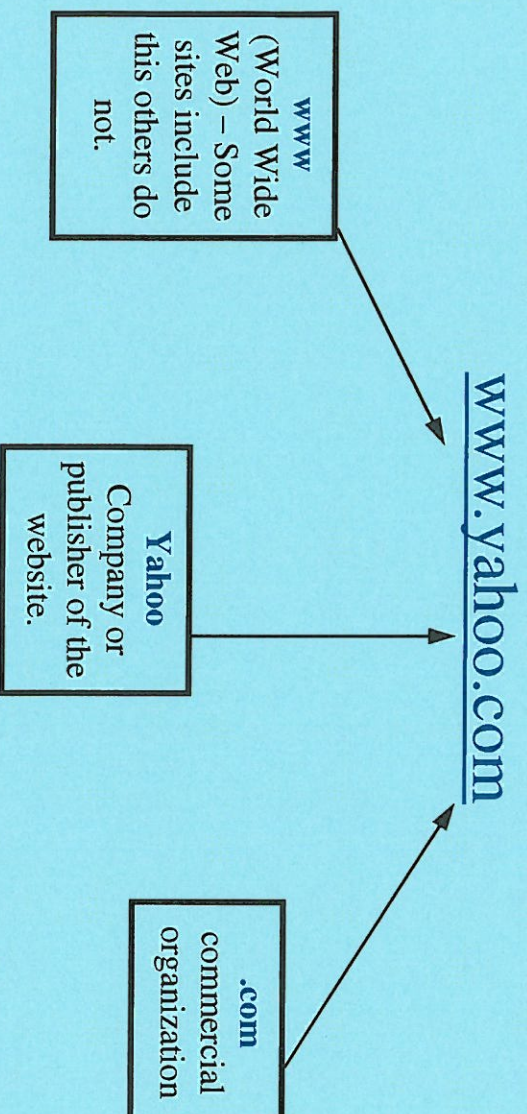 www.yahoo.com
www
(World Wide
Web) – Some
sites include
this others do
not.
Yahoo
Company or
publisher of the
website.
.com
commercial
organization